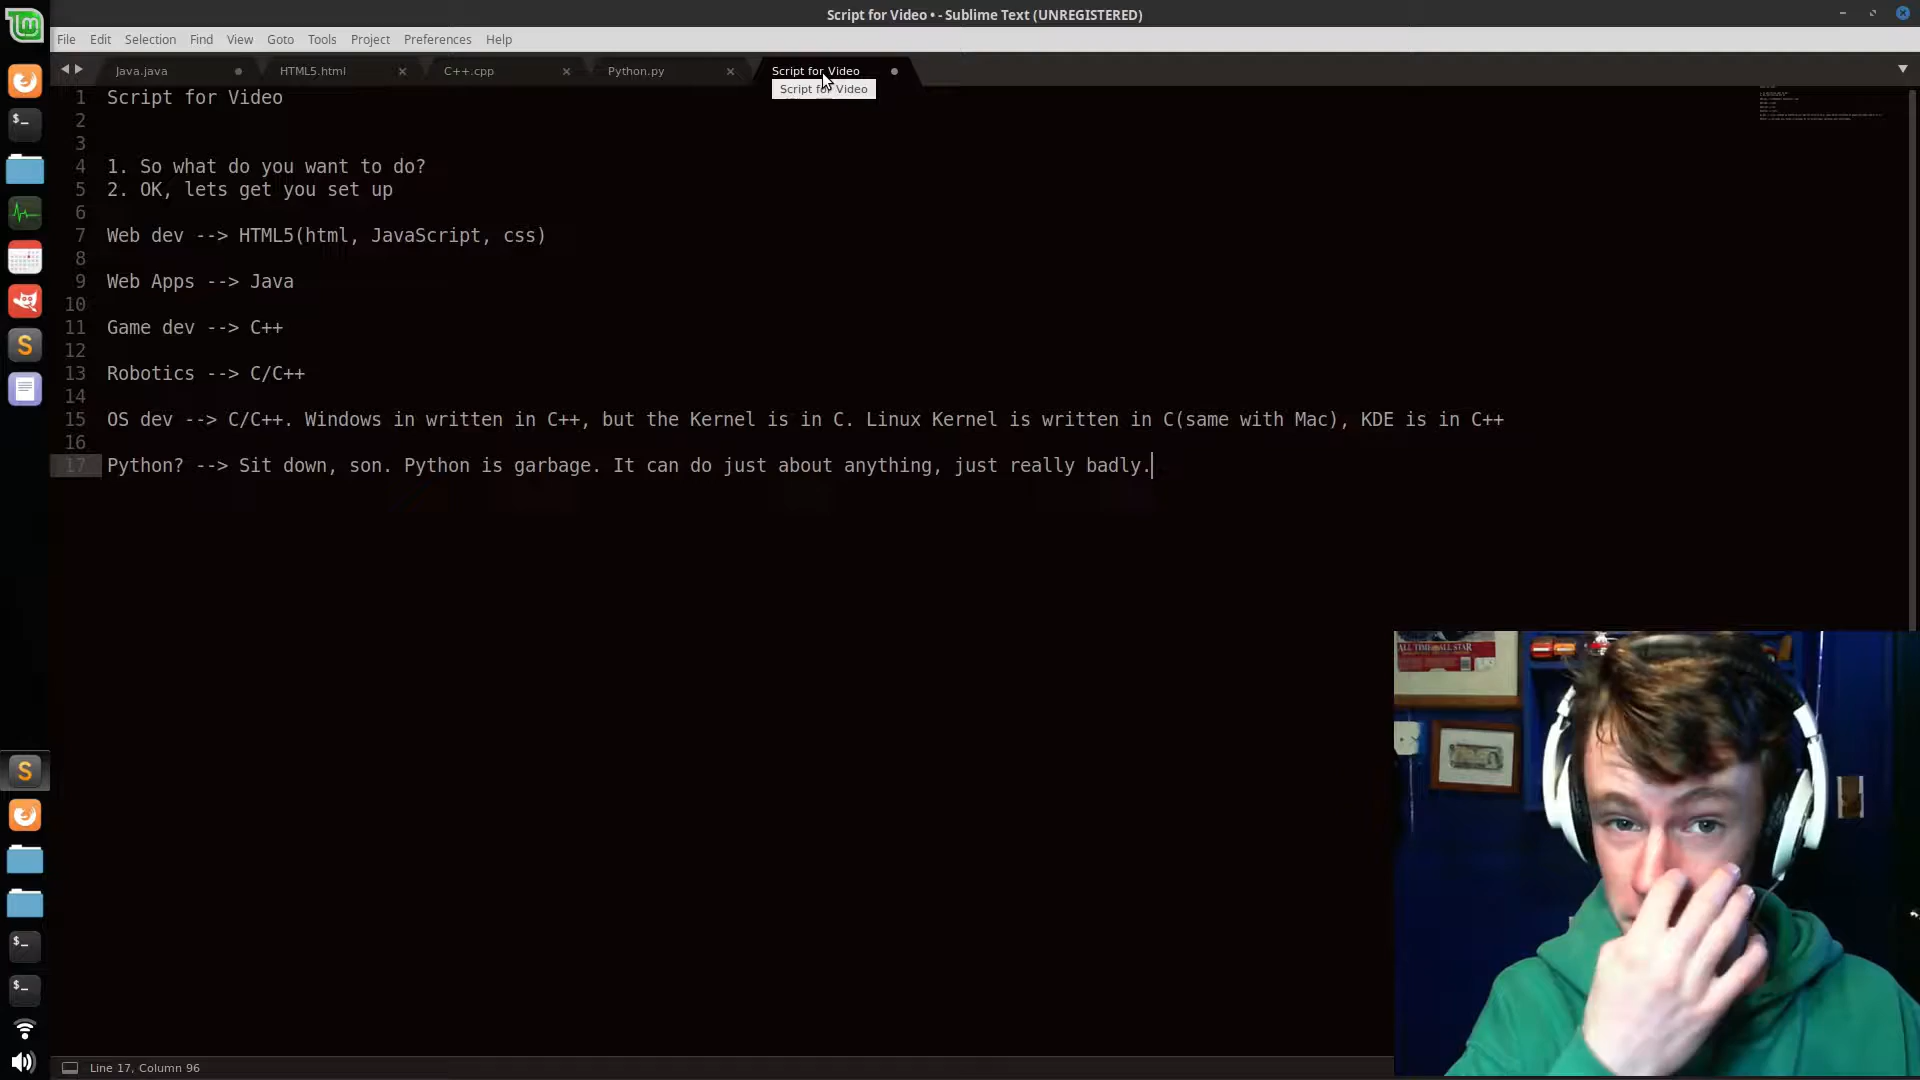 Script for Video • - Sublime Text (UNREGISTERED)
File Edit Selection Find View Goto Tools Project Preferences Help
Java.java HTML5.html C++.cpp Python.py Script for Video
Script for Video
1 Script for Video
2
3
4 1. So what do you want to do?
5 2. OK, lets get you set up
6
7 Web dev --> HTML5(html, JavaScript, css)
8
9 Web Apps --> Java
10
11 Game dev --> C++
12
13 Robotics --> C/C++
14
15 OS dev --> C/C++. Windows in written in C++, but the Kernel is in C. Linux Kernel is written in C(same with Mac), KDE is in C++
16
17 Python? --> Sit down, son. Python is garbage. It can do just about anything, just really badly.
ALL TIME ALL STAR
Line 17, Column 96